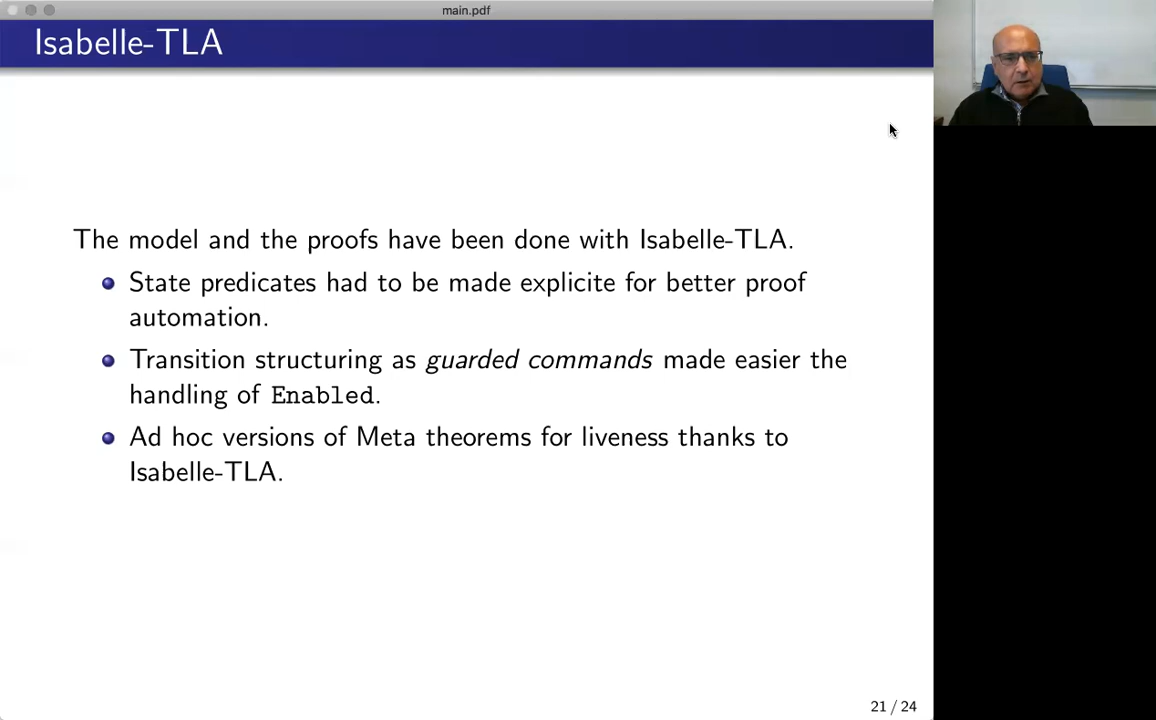 main.pdf
Isabelle-TLA
The model and the proofs have been done with Isabelle-TLA.
State predicates had to be made explicite for better proof
automation.
Transition structuring as guarded commands made easier the
handling of Enabled.
Ad hoc versions of Meta theorems for liveness thanks to
Isabelle-TLA.
21 / 24